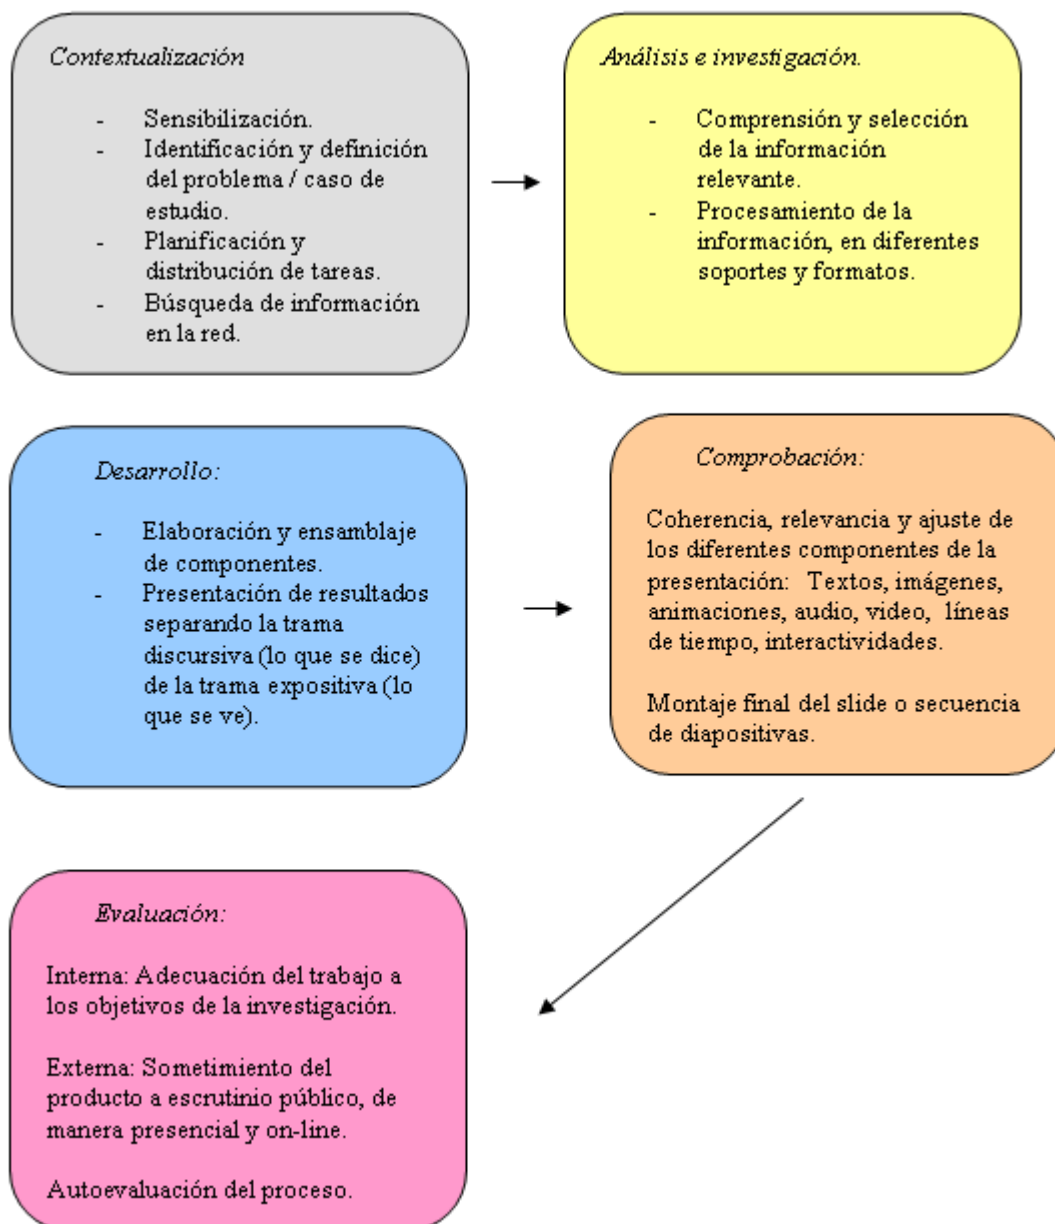 Contextualización
- Sensibilización.
- Identificación y definición
del problema / caso de
estudio.
- Planificación y
distribución de tareas.
- Búsqueda de información
en la red.
Análisis e investigación.
- Comprensión y selección
de la información
relevante.
- Procesamiento de la
información, en diferentes
soportes y formatos.
Desarrollo:
- Elaboración y ensamblaje
de componentes.
- Presentación de resultados
separando la trama
discursiva (lo que se dice)
de la trama expositiva (lo
que se ve).
Comprobación:
Coherencia, relevancia y ajuste de
los diferentes componentes de la
presentación: Textos, imágenes,
animaciones, audio, video, líneas
de tiempo, interactividades.
Montaje final del slide o secuencia
de diapositivas.
Evaluación:
Interna: Adecuación del trabajo a
los objetivos de la investigación.
Externa: Sometimiento del
producto a escrutinio público, de
manera presencial y on-line.
Autoevaluación del proceso.